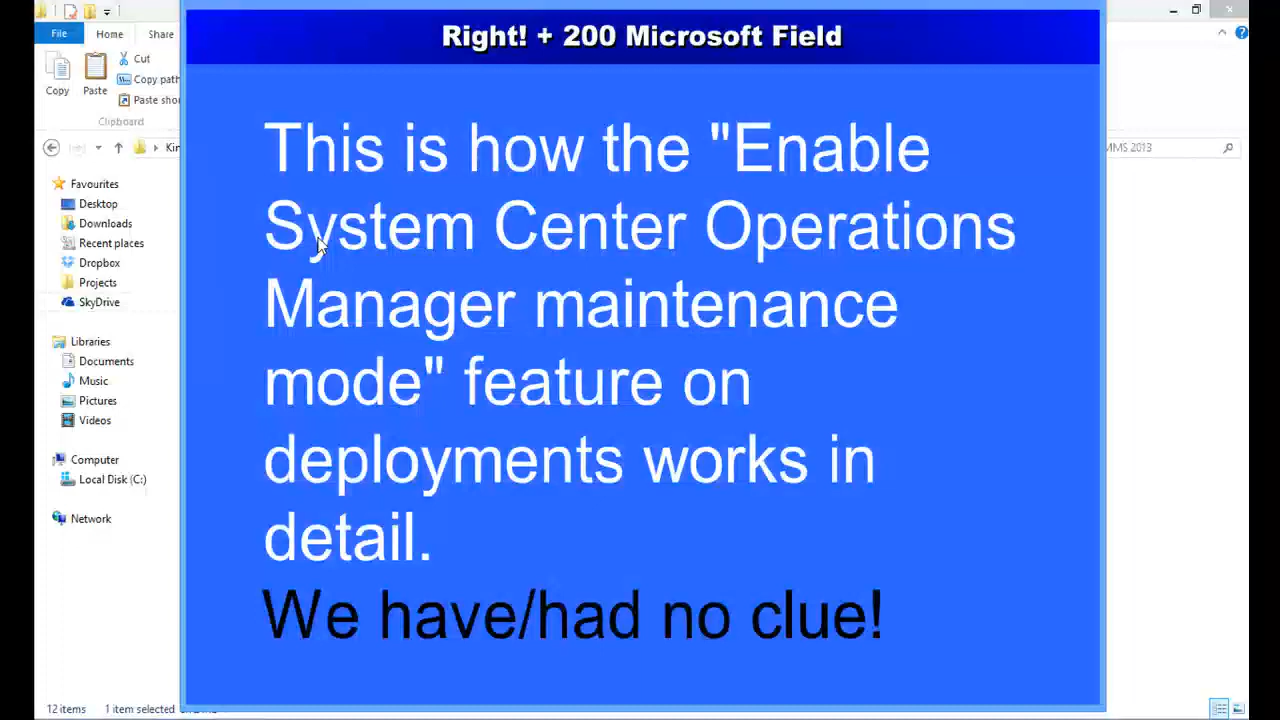 File
Home
Share
Cut
Copy path
Paste shor
Copy
Paste
Clipboard
Right! + 200 Microsoft Field
This is how the "Enable
System Center Operations
Manager maintenance
mode" feature on
deployments works in
detail.
We have/had no clue!
Kin
MMS 2013
Favourites
Desktop
Downloads
Recent places
Dropbox
Projects
SkyDrive
Libraries
Documents
Music
Pictures
Videos
Computer
Local Disk (C:)
Network
12 items
1 item selected